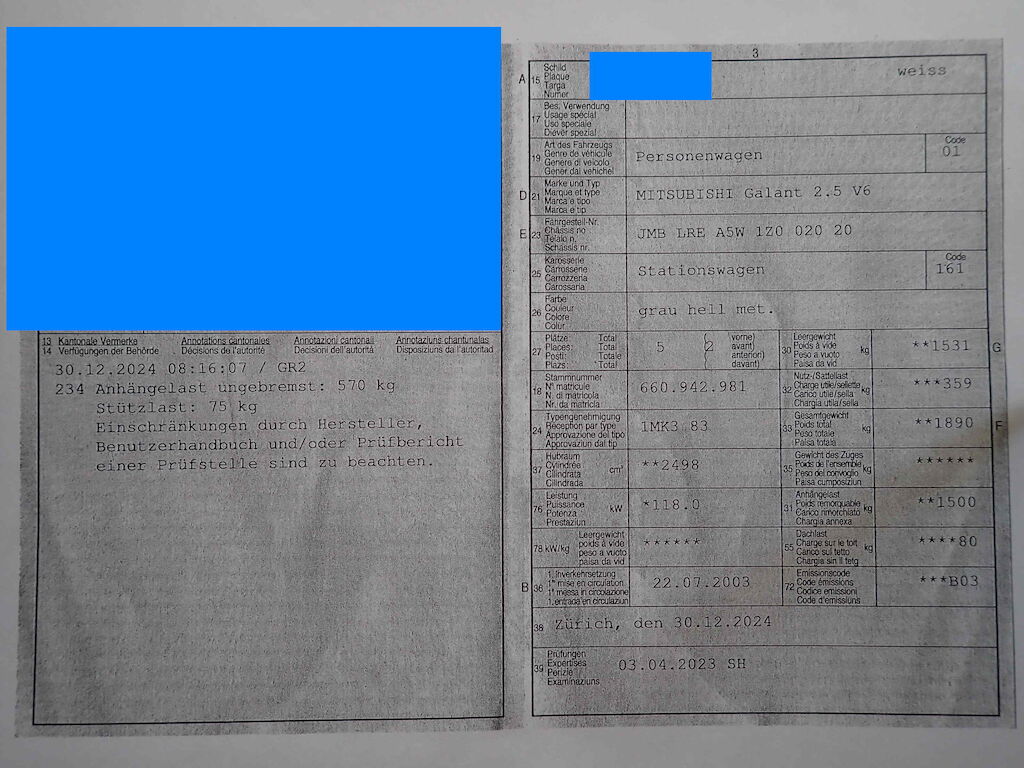 13 Kantonale Vermerke Annotations cantonales Annotazioni cantonali Annotaziuns chantunalas
14 Verfügungen der Behörde Décisions de l'autorité Decisioni dell'autorità Disposiziuns da l'autoritad
30.12.2024 08:16:07 / GR2
234 Anhängelast ungebremst: 570 kg
Stützlast: 75 kg
Einschränkungen durch Hersteller,
Benutzerhandbuch und/oder Prüfbericht
einer Prüfstelle sind zu beachten.
3
A 15 Schild
Plaque
Targa
Numer
weiss
17 Bes. Verwendung
Usage spécial
Uso speciale
Diever spezial
19 Art des Fahrzeugs
Genre de véhicule
Genere di veicolo
Gener dal vehichel
Personenwagen
Code
01
D 21 Marke und Typ
Marque et type
Marca e tipo
Marca e tip
MITSUBISHI Galant 2.5 V6
E 23 Fahrgestell-Nr.
Châssis no
Telaio n.
Schassis nr.
JMB LRE A5W 1Z0 020 20
25 Karosserie
Carrosserie
Carrozzeria
Carossaria
Stationswagen
Code
161
26 Farbe
Couleur
Colore
Colur
grau hell met.
27 Plätze: Total
Places: Total
Posti: Totale
Plazs: Total
5
(2 vorne)
avant)
anteriori)
davant)
30 Leergewicht
Poids à vide
Peso a vuoto
Paisa da vid
kg
**1531 G
18 Stammnummer
N° matricule
N. di matricola
Nr. da matricla
660.942.981
32 Nutz-/Sattellast
Charge utile/sellette
Carico utile/sella
Chargia utila/sella
kg
***359
24 Typengenehmigung
Réception par type
Approvazione del tipo
Approvaziun dal tip
1MK3 83
33 Gesamtgewicht
Poids total
Peso totale
Paisa totala
kg
**1890 F
37 Hubraum
Cylindrée
Cilindrata
Cilindrada
cm³
**2498
35 Gewicht des Zuges
Poids de l'ensemble
Peso del convoglio
Paisa cumposiziun
kg
******
76 Leistung
Puissance
Potenza
Prestaziun
kW
*118.0
31 Anhängelast
Poids remorquable
Carico rimorchiato
Chargia annexa
kg
**1500
78 kW/kg Leergewicht
poids à vide
peso a vuoto
paisa da vid
******
55 Dachlast
Charge sur le toit
Carico sul tetto
Chargia sin il tetg
kg
****80
B 36 1. Inverkehrsetzung
1re mise en circulation
1a messa in circolazione
1. entrada en circulaziun
22.07.2003
72 Emissionscode
Code émissions
Codice emissioni
Code d'emissiuns
***B03
38 Zürich, den 30.12.2024
39 Prüfungen
Expertises
Perizie
Examinaziuns
03.04.2023 SH